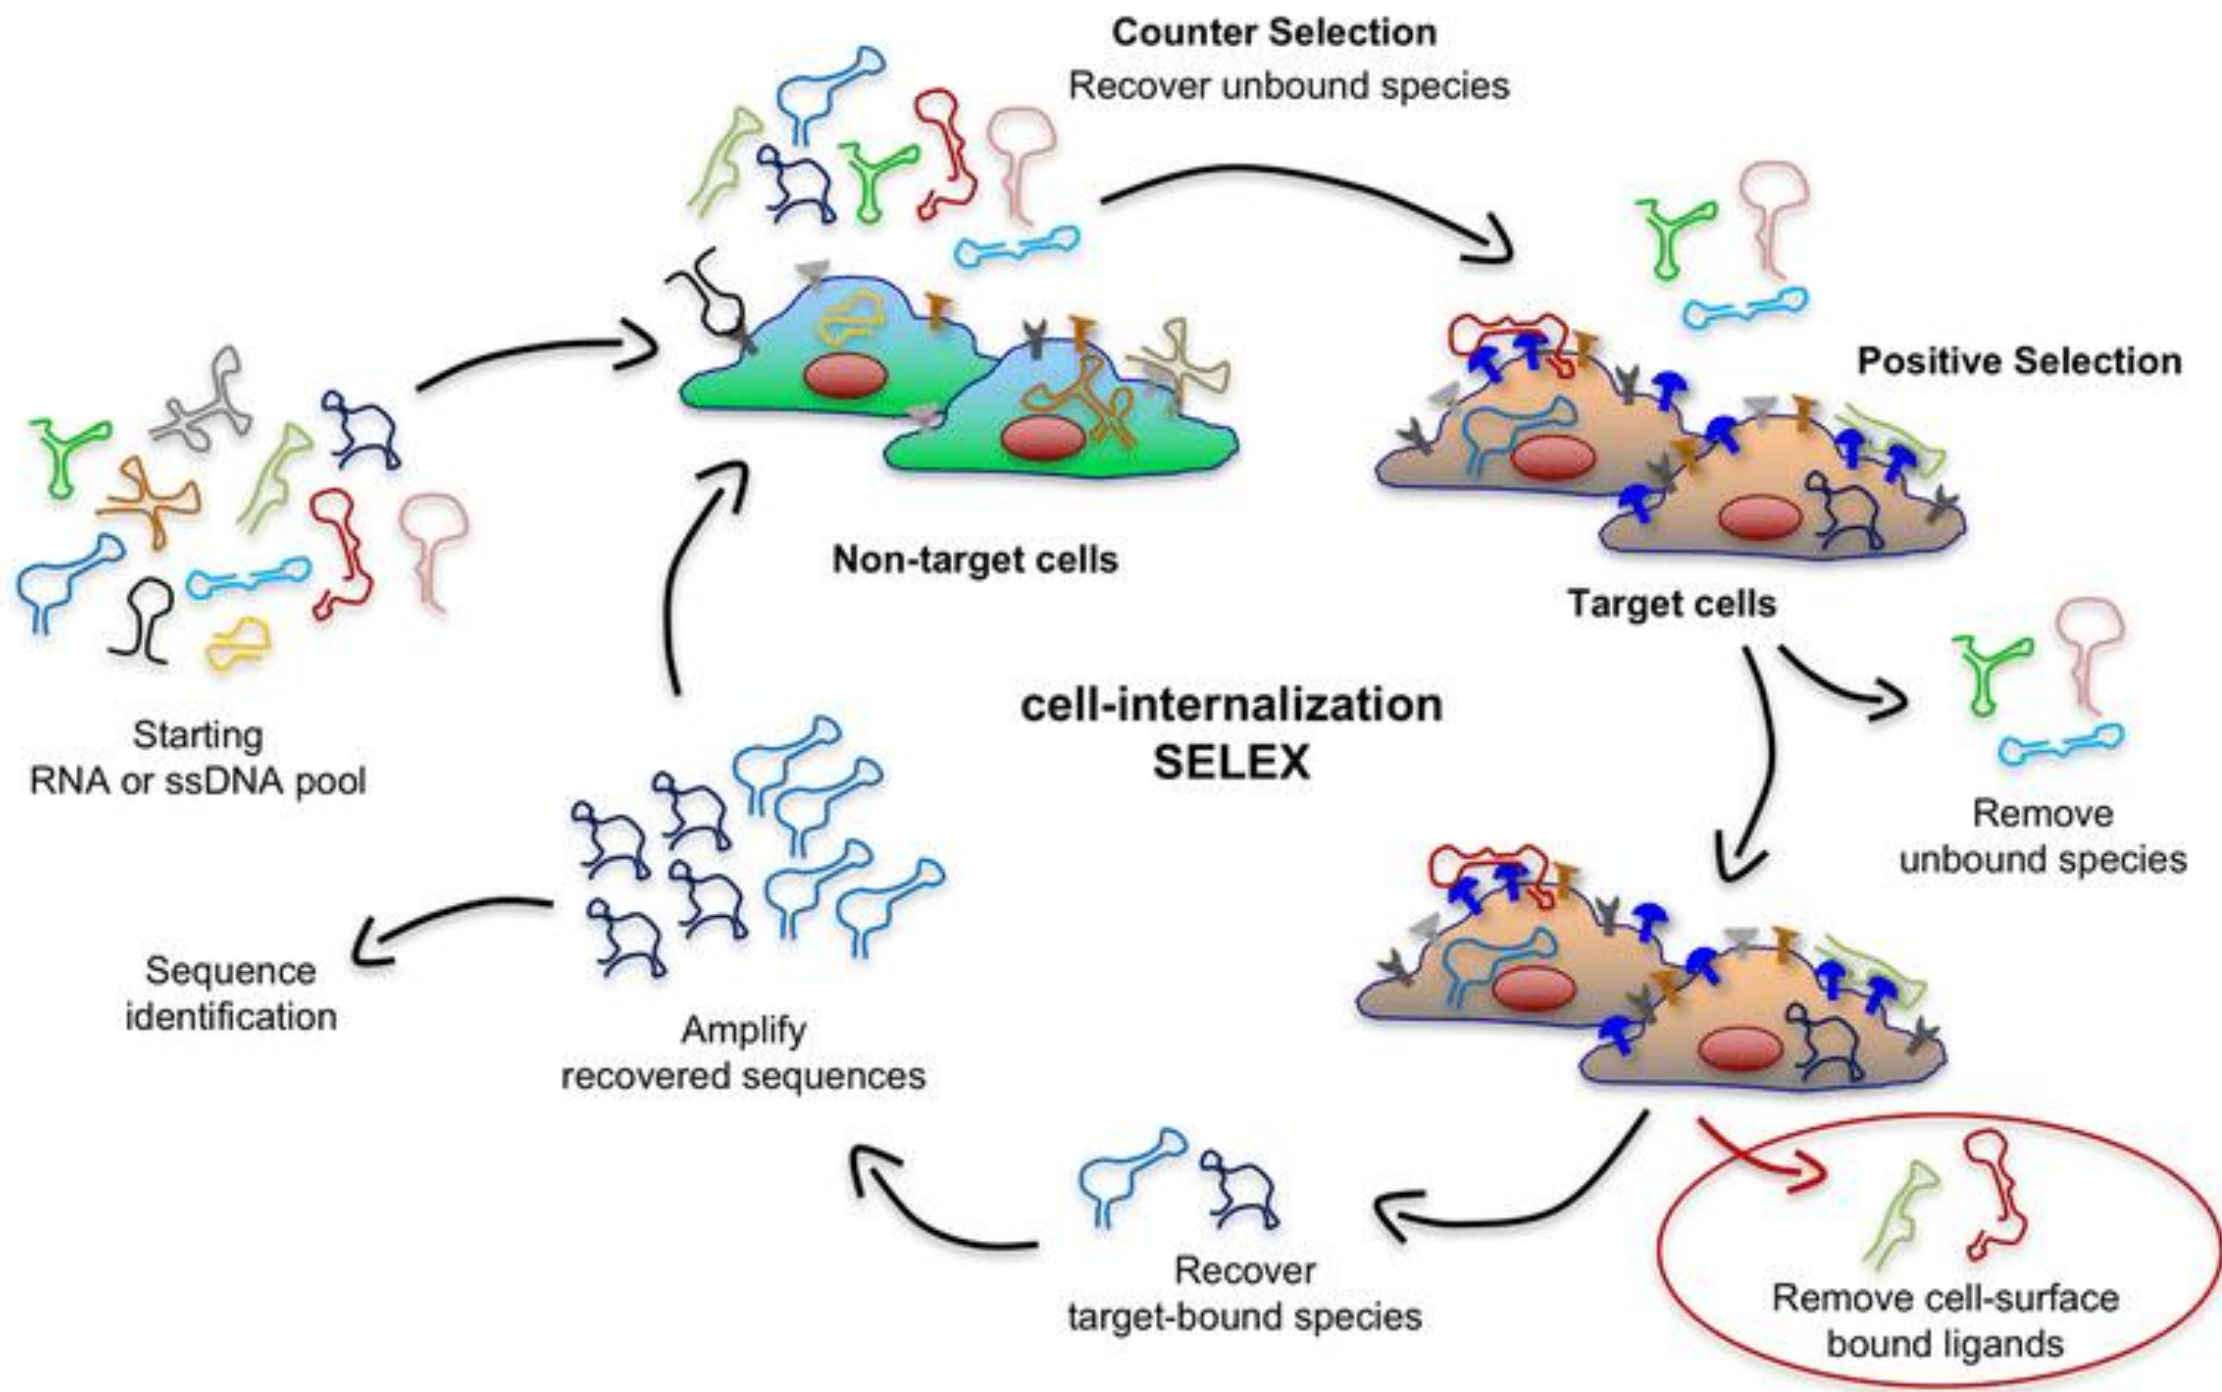 Counter Selection
Recover unbound species
Positive Selection
Non-target cells
Target cells
cell-internalization
SELEX
Starting
RNA or ssDNA pool
Remove
unbound species
Sequence
identification
Amplify
recovered sequences
Recover
target-bound species
Remove cell-surface
bound ligands